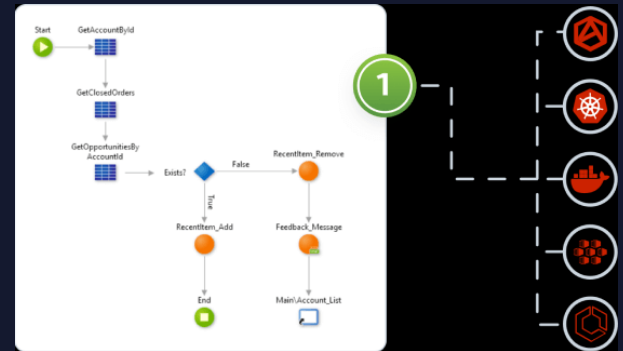 Start
GetAccountById
GetClosedOrders
GetOpportunitiesBy
AccountId
Exists?
False
True
RecentItem_Remove
RecentItem_Add
Feedback_Message
End
Main\Account_List
1